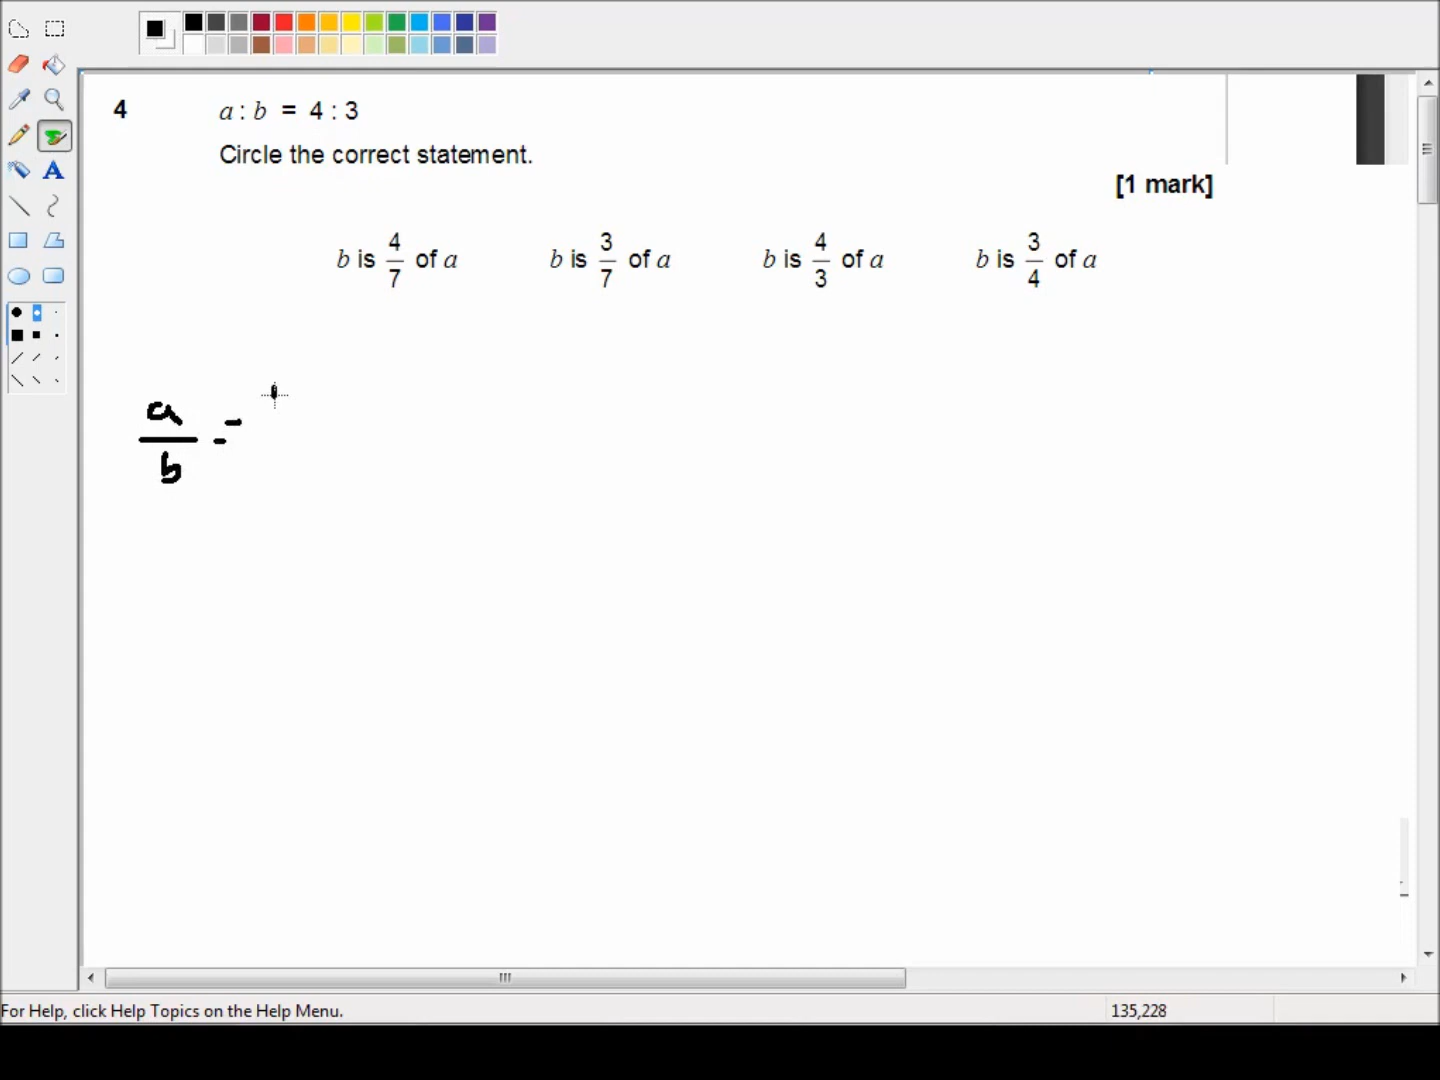 4 a : b = 4 : 3
Circle the correct statement.
[1 mark]
b is 4/7 of a b is 3/7 of a b is 4/3 of a b is 3/4 of a
a/b =
For Help, click Help Topics on the Help Menu. 135,228